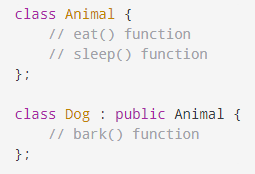 class Animal {
    // eat() function
    // sleep() function
};

class Dog : public Animal {
    // bark() function
};